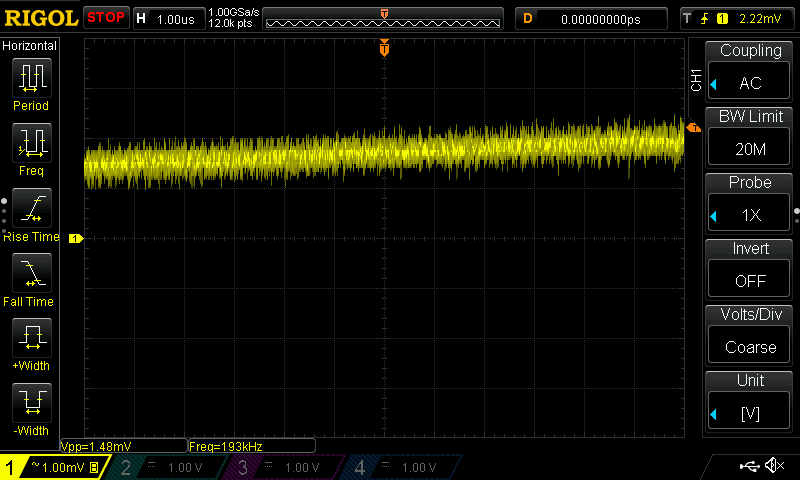 RIGOL STOP H 1.00us 1.00GSa/s D 0.00000000ps T 1 2.22mV
12.0k pts
T
Horizontal
Period
Freq
Rise Time
Fall Time
+Width
-Width
T
1
T
CH1
Coupling
AC
BW Limit
20M
Probe
1X
Invert
OFF
Volts/Div
Coarse
Unit
[V]
Vpp=1.48mV Freq=193kHz
1 ~1.00mV B 2 1.00 V 3 1.00 V 4 1.00 V